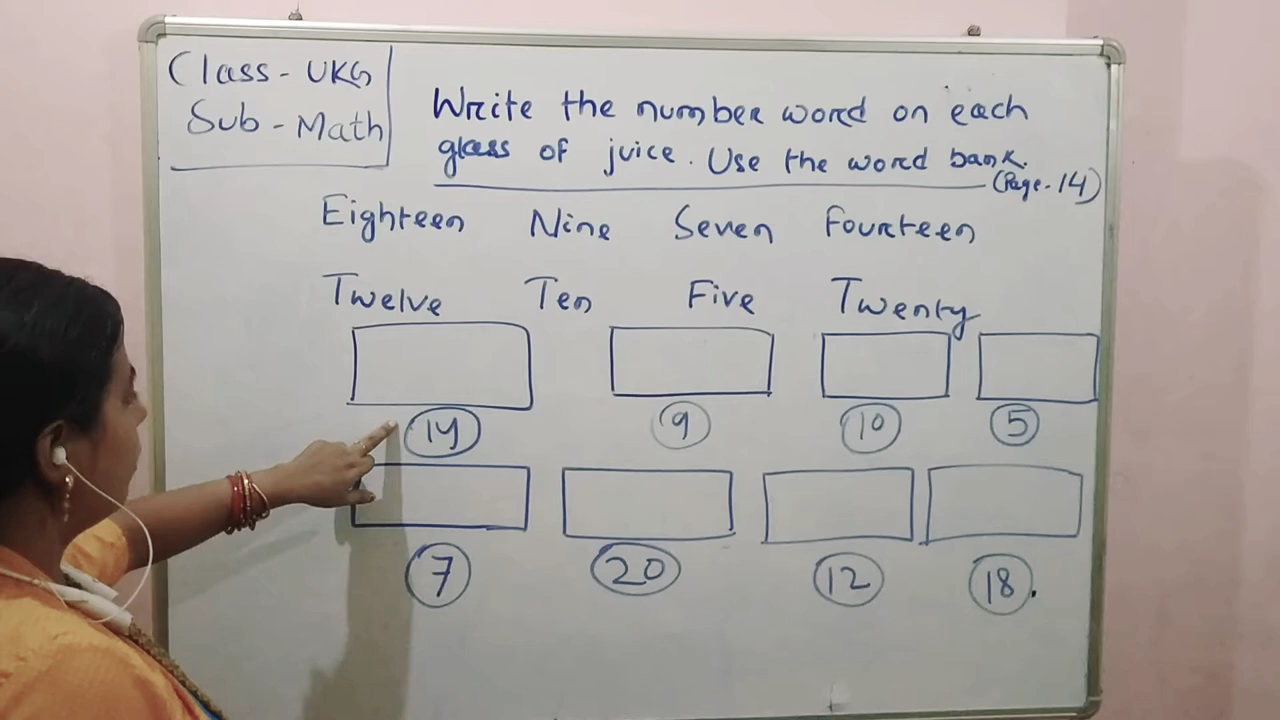 Class - UKG
Sub - Math
Write the number word on each
glass of juice. Use the word bank.
(Page - 14)
Eighteen Nine Seven Fourteen
Twelve Ten Five Twenty
14 9 10 5
7 20 12 18.